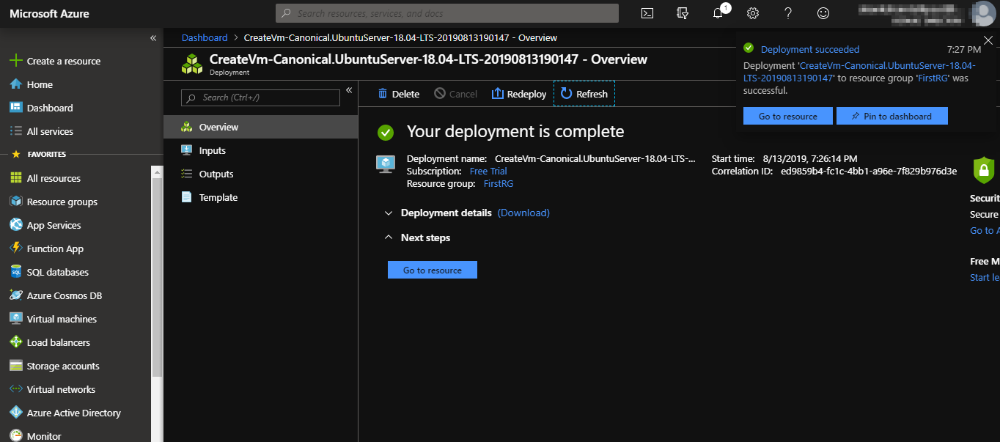 Microsoft Azure
Search resources, services, and docs
1
Create a resource
Home
Dashboard
All services
FAVORITES
All resources
Resource groups
App Services
Function App
SQL databases
Azure Cosmos DB
Virtual machines
Load balancers
Storage accounts
Virtual networks
Azure Active Directory
Monitor
Dashboard > CreateVm-Canonical.UbuntuServer-18.04-LTS-20190813190147 - Overview
CreateVm-Canonical.UbuntuServer-18.04-LTS-20190813190147 - Overview
Deployment
Search (Ctrl+/)
Overview
Inputs
Outputs
Template
Delete Cancel Redeploy Refresh
Your deployment is complete
Deployment name: CreateVm-Canonical.UbuntuServer-18.04-LTS-...
Subscription: Free Trial
Resource group: FirstRG
Start time: 8/13/2019, 7:26:14 PM
Correlation ID: ed9859b4-fc1c-4bb1-a96e-7f829b976d3e
Deployment details (Download)
Next steps
Go to resource
Deployment succeeded 7:27 PM
Deployment 'CreateVm-Canonical.UbuntuServer-18.04-
LTS-20190813190147' to resource group 'FirstRG' was
successful.
Go to resource Pin to dashboard
Securit
Secure
Go to A
Free M
Start le